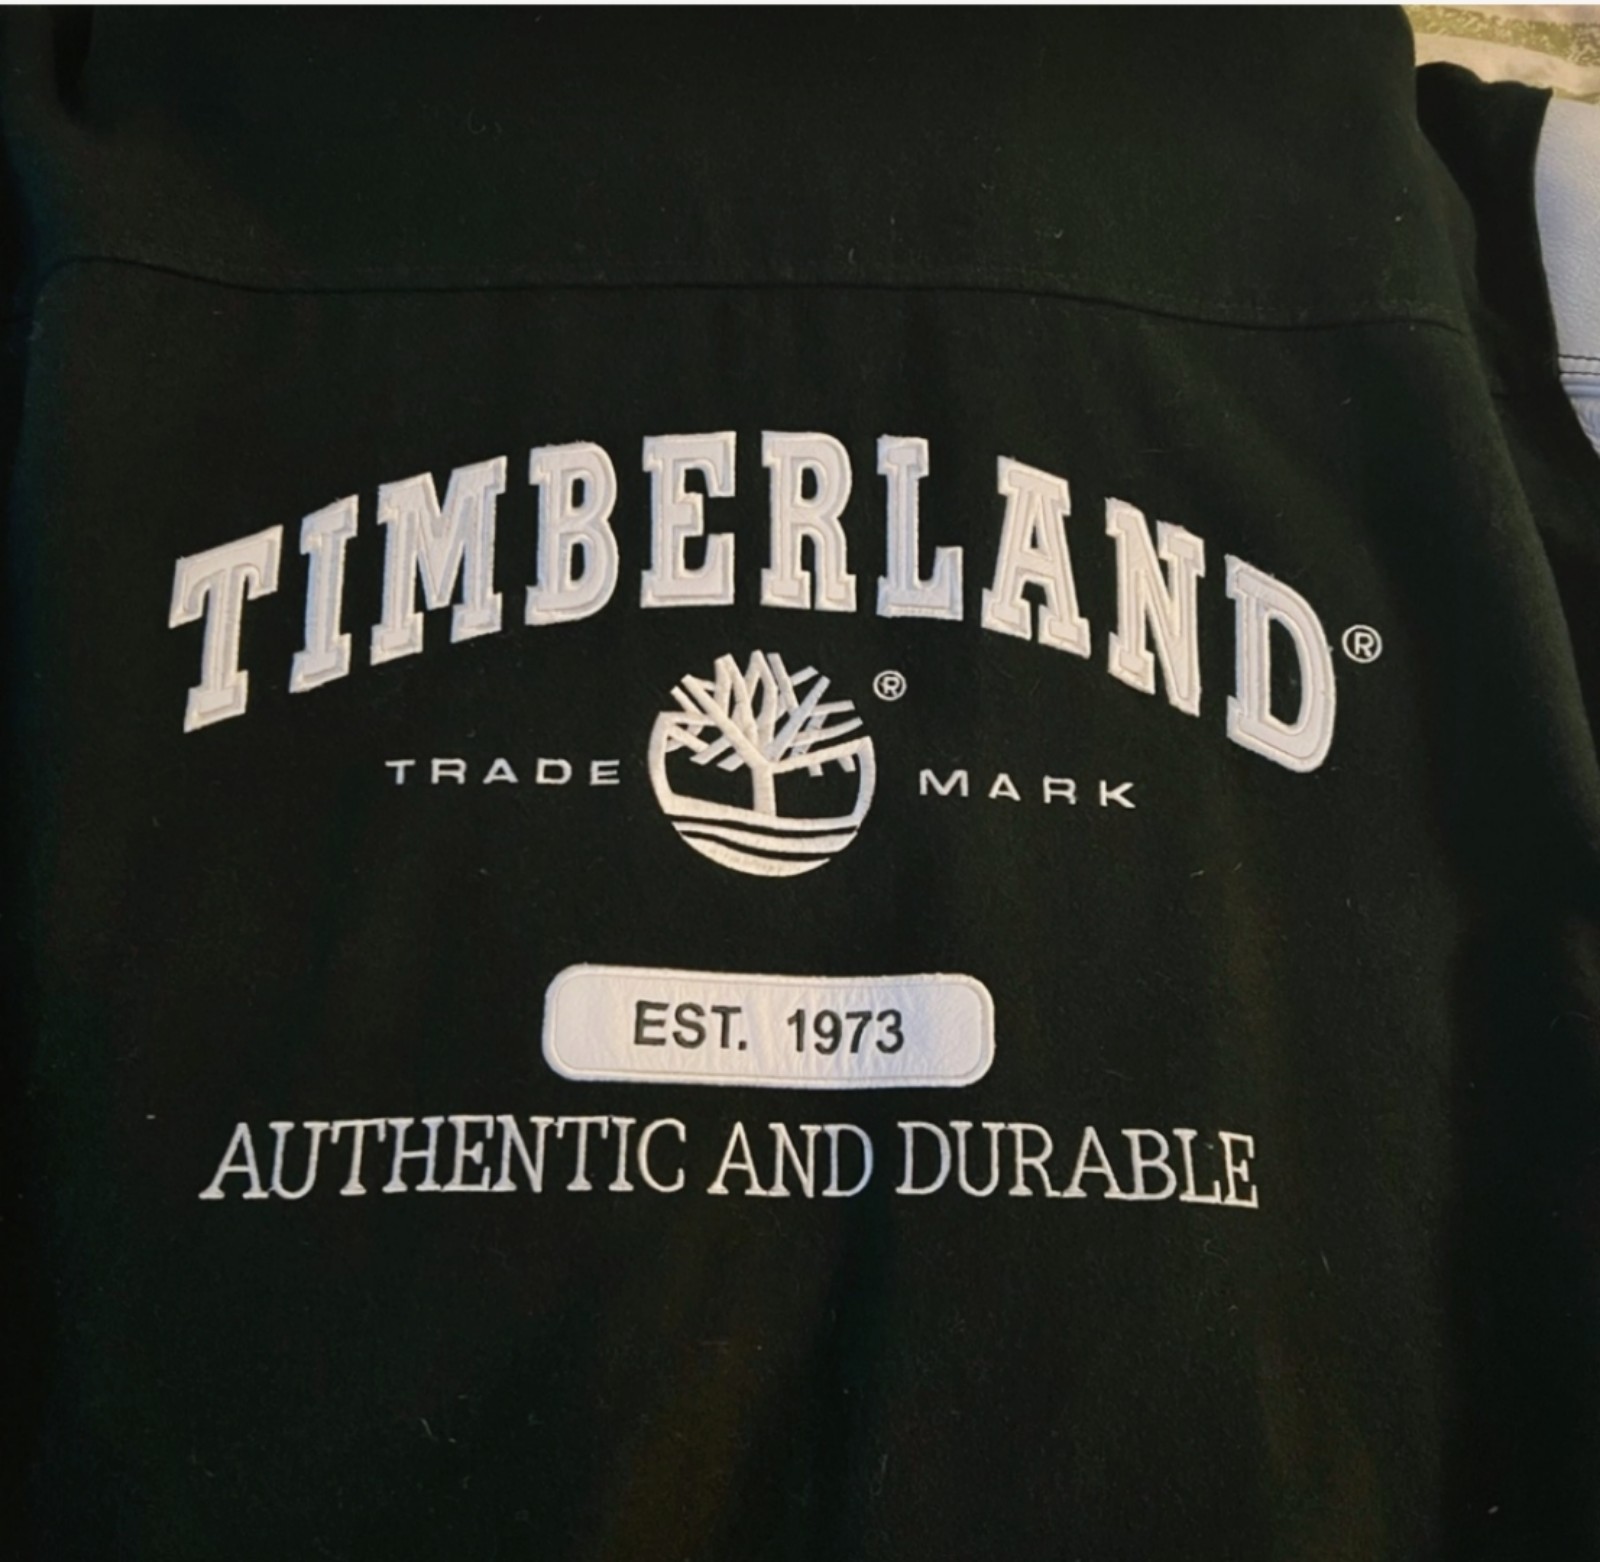 TIMBERLAND®
®
TRADE MARK
EST. 1973
AUTHENTIC AND DURABLE